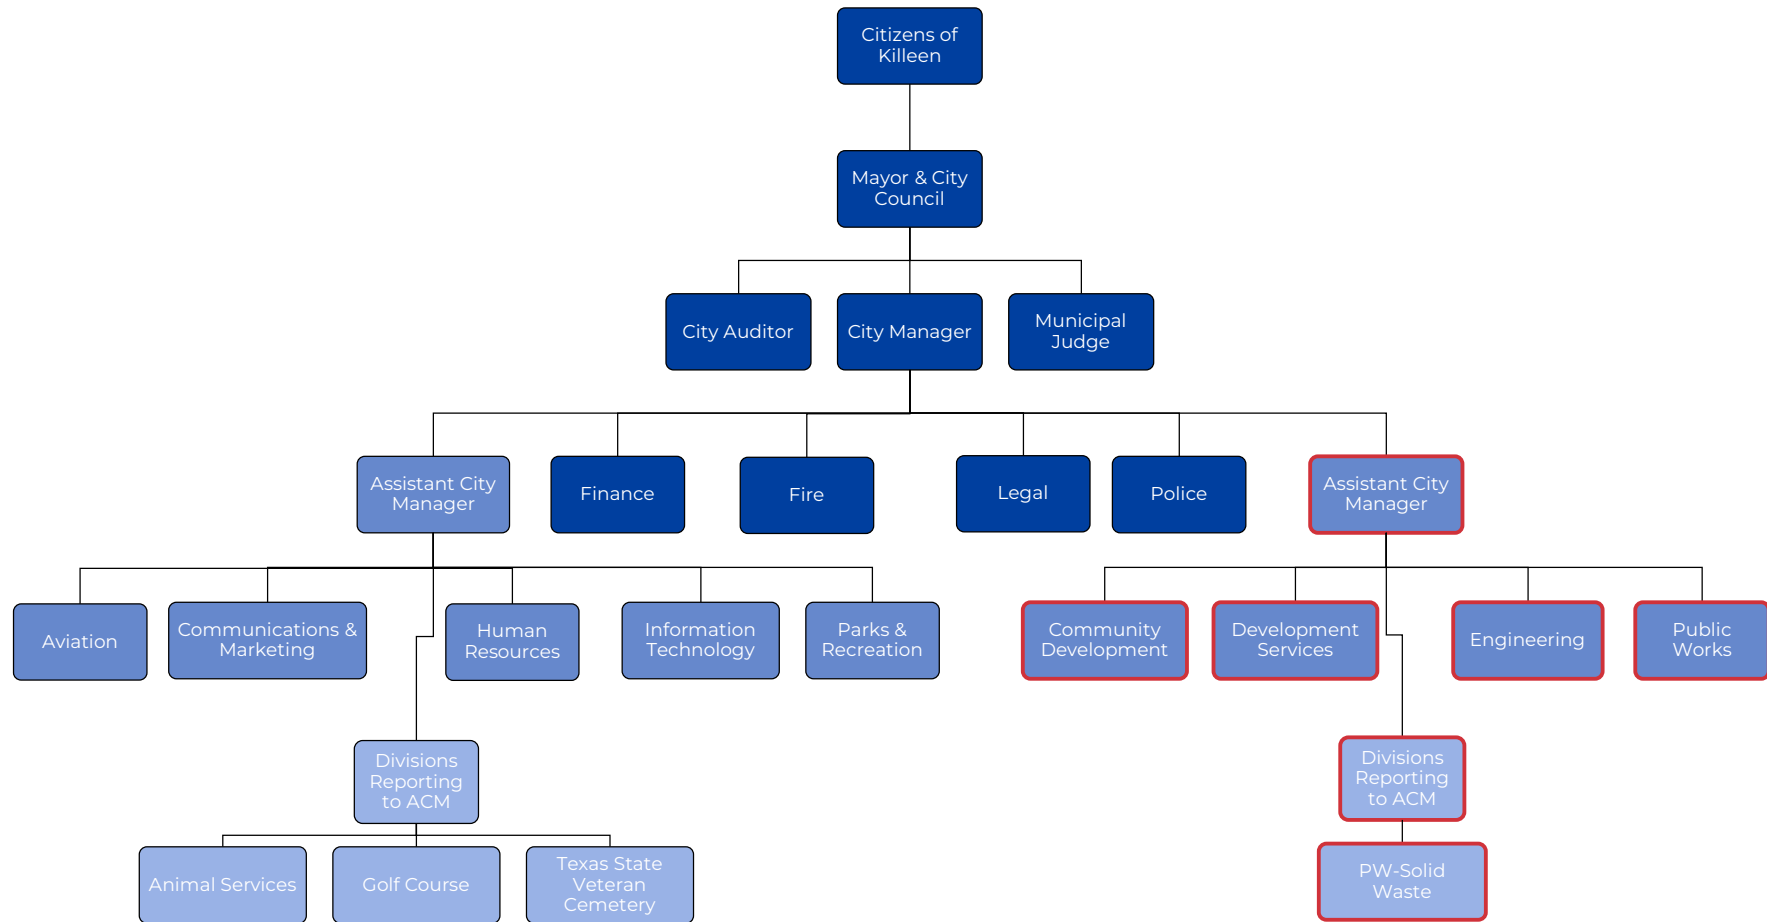 Citizens of
Killeen
Mayor & City
Council
City Auditor
City Manager
Municipal
Judge
Assistant City
Manager
Finance
Fire
Legal
Police
Assistant City
Manager
Aviation
Communications &
Marketing
Human
Resources
Information
Technology
Parks &
Recreation
Community
Development
Development
Services
Engineering
Public
Works
Divisions
Reporting
to ACM
Divisions
Reporting
to ACM
Animal Services
Golf Course
Texas State
Veteran
Cemetery
PW-Solid
Waste